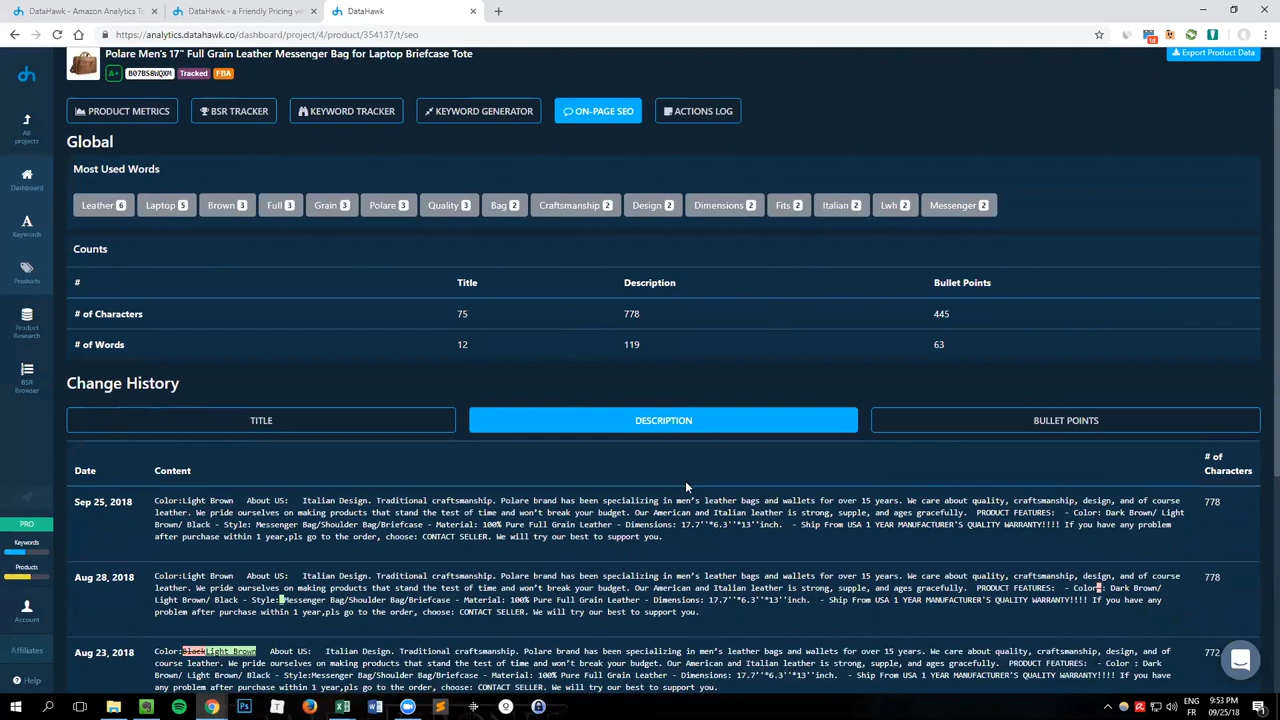 DataHawk - Amazon Analytics To
DataHawk - a Friendly Pricing wi
DataHawk
https://analytics.datahawk.co/dashboard/project/4/product/354137/t/seo
Polare Men's 17" Full Grain Leather Messenger Bag for Laptop Briefcase Tote
Export Product Data
A+ B07BS8WQXM Tracked FBA
PRODUCT METRICS
BSR TRACKER
KEYWORD TRACKER
KEYWORD GENERATOR
ON-PAGE SEO
ACTIONS LOG
All projects
Dashboard
Keywords
Products
Product Research
BSR Browser
PRO
Keywords
Products
Account
Affiliates
Help
Global
Most Used Words
Leather 6 Laptop 5 Brown 3 Full 3 Grain 3 Polare 3 Quality 3 Bag 2 Craftsmanship 2 Design 2 Dimensions 2 Fits 2 Italian 2 Lwh 2 Messenger 2
Counts
# Title Description Bullet Points
# of Characters 75 778 445
# of Words 12 119 63
Change History
TITLE DESCRIPTION BULLET POINTS
Date Content # of Characters
Sep 25, 2018
Color:Light Brown About US: Italian Design. Traditional craftsmanship. Polare brand has been specializing in men's leather bags and wallets for over 15 years. We care about quality, craftsmanship, design, and of course
leather. We pride ourselves on making products that stand the test of time and won't break your budget. Our American and Italian leather is strong, supple, and ages gracefully. PRODUCT FEATURES: - Color: Dark Brown/ Light
Brown/ Black - Style: Messenger Bag/Shoulder Bag/Briefcase - Material: 100% Pure Full Grain Leather - Dimensions: 17.7''*6.3''*13''inch. - Ship From USA 1 YEAR MANUFACTURER'S QUALITY WARRANTY!!!! If you have any problem
after purchase within 1 year,pls go to the order, choose: CONTACT SELLER. We will try our best to support you.
778
Aug 28, 2018
Color:Light Brown About US: Italian Design. Traditional craftsmanship. Polare brand has been specializing in men's leather bags and wallets for over 15 years. We care about quality, craftsmanship, design, and of course
leather. We pride ourselves on making products that stand the test of time and won't break your budget. Our American and Italian leather is strong, supple, and ages gracefully. PRODUCT FEATURES: - Color : Dark Brown/
Light Brown/ Black - Style: Messenger Bag/Shoulder Bag/Briefcase - Material: 100% Pure Full Grain Leather - Dimensions: 17.7''*6.3''*13''inch. - Ship From USA 1 YEAR MANUFACTURER'S QUALITY WARRANTY!!!! If you have any
problem after purchase within 1 year,pls go to the order, choose: CONTACT SELLER. We will try our best to support you.
778
Aug 23, 2018
Color:BlackLight Brown About US: Italian Design. Traditional craftsmanship. Polare brand has been specializing in men's leather bags and wallets for over 15 years. We care about quality, craftsmanship, design, and of
course leather. We pride ourselves on making products that stand the test of time and won't break your budget. Our American and Italian leather is strong, supple, and ages gracefully. PRODUCT FEATURES: - Color : Dark
Brown/ Light Brown/ Black - Style:Messenger Bag/Shoulder Bag/Briefcase - Material: 100% Pure Full Grain Leather - Dimensions: 17.7''*6.3''*13''inch. - Ship From USA 1 YEAR MANUFACTURER'S QUALITY WARRANTY!!!! If you have
any problem after purchase within 1 year,pls go to the order, choose: CONTACT SELLER. We will try our best to support you.
772
ENG
FR
9:53 PM
09/25/18